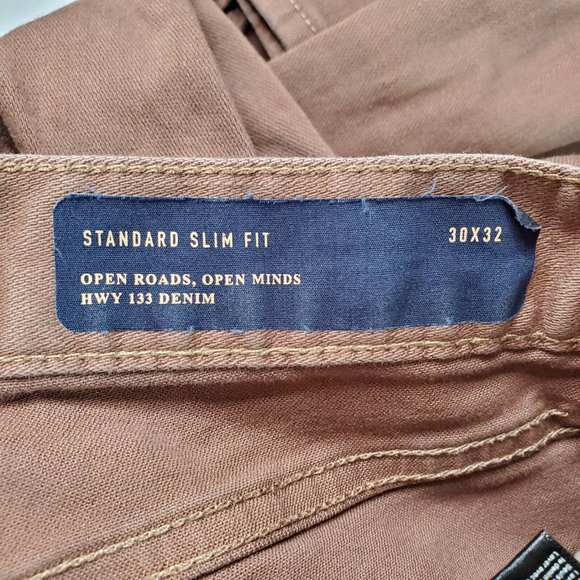 STANDARD SLIM FIT
30X32
OPEN ROADS, OPEN MINDS
HWY 133 DENIM